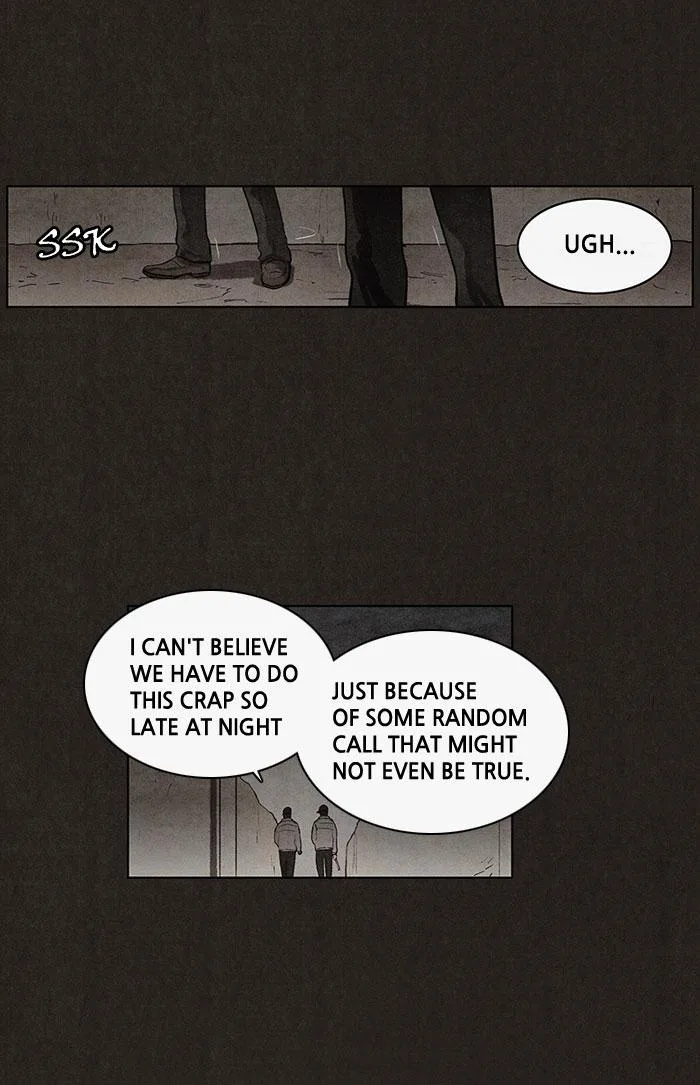 SSK
UGH...
I CAN'T BELIEVE
WE HAVE TO DO
THIS CRAP SO
LATE AT NIGHT
JUST BECAUSE
OF SOME RANDOM
CALL THAT MIGHT
NOT EVEN BE TRUE.